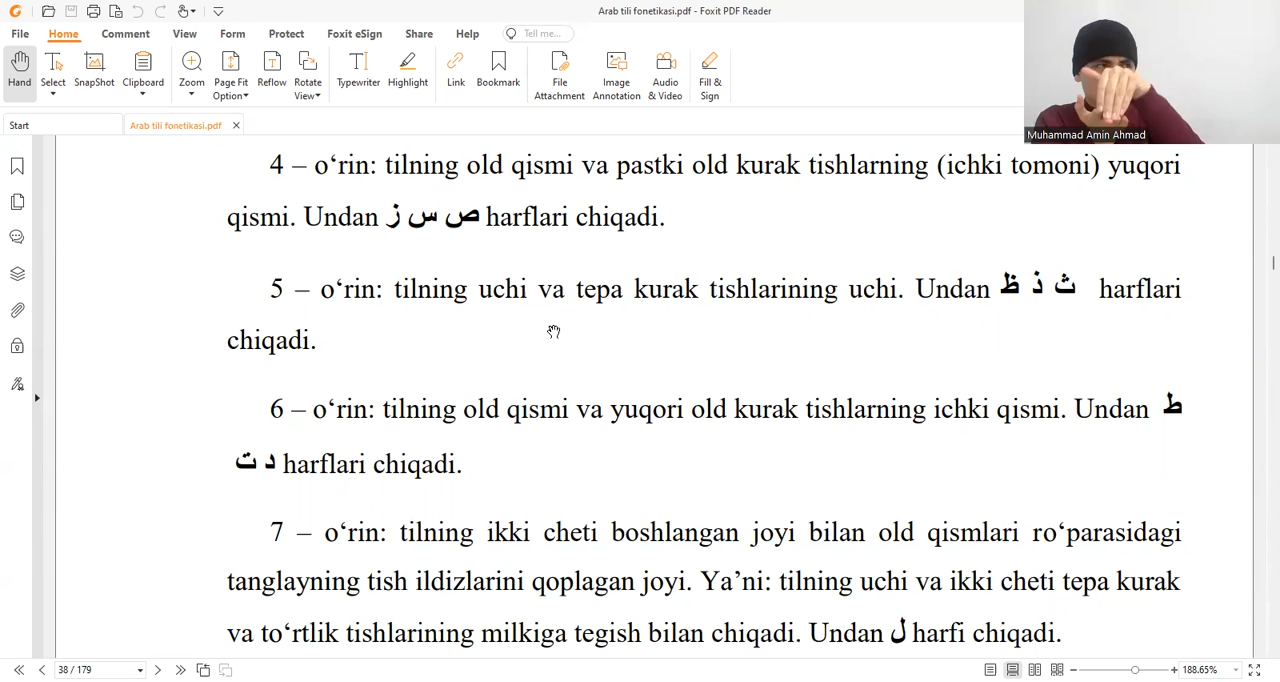 Arab tili fonetikasi.pdf - Foxit PDF Reader
File Home Comment View Form Protect Foxit eSign Share Help Tell me...
Hand Select SnapShot Clipboard Zoom Page Fit Option Reflow Rotate View Typewriter Highlight Link Bookmark File Attachment Image Annotation Audio & Video Fill & Sign
Muhammad Amin Ahmad
Start Arab tili fonetikasi.pdf
4 – o‘rin: tilning old qismi va pastki old kurak tishlarning (ichki tomoni) yuqori
qismi. Undan ص س ز harflari chiqadi.
5 – o‘rin: tilning uchi va tepa kurak tishlarining uchi. Undan ث ذ ظ harflari
chiqadi.
6 – o‘rin: tilning old qismi va yuqori old kurak tishlarning ichki qismi. Undan ط
د ت harflari chiqadi.
7 – o‘rin: tilning ikki cheti boshlangan joyi bilan old qismlari ro‘parasidagi
tanglayning tish ildizlarini qoplagan joyi. Ya’ni: tilning uchi va ikki cheti tepa kurak
va to‘rtlik tishlarining milkiga tegish bilan chiqadi. Undan ل harfi chiqadi.
38 / 179 188.65%